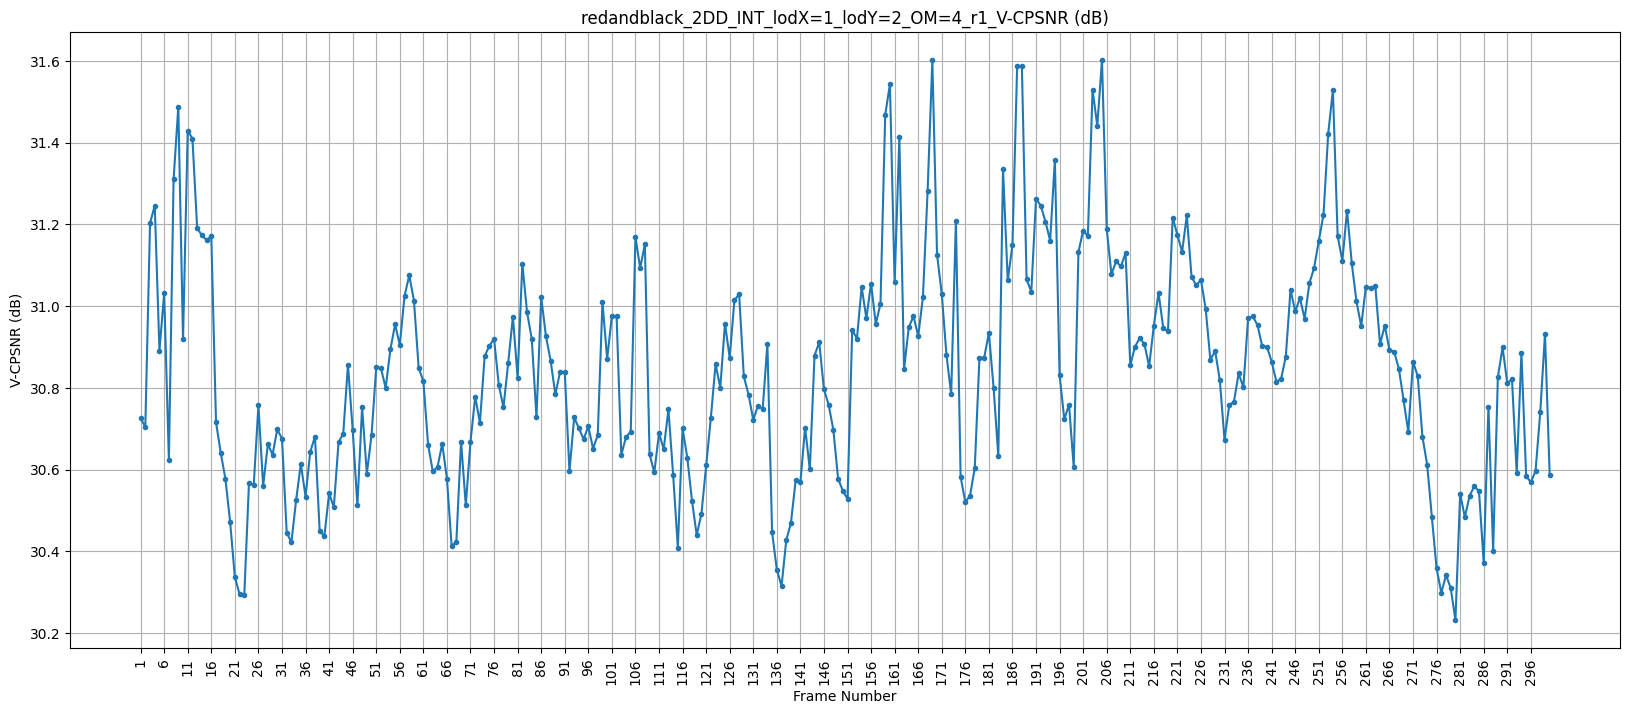 redandblack_2DD_INT_lodX=1_lodY=2_OM=4_r1_V-CPSNR (dB)
V-CPSNR (dB)
31.6
31.4
31.2
31.0
30.8
30.6
30.4
30.2
1 6 11 16 21 26 31 36 41 46 51 56 61 66 71 76 81 86 91 96 101 106 111 116 121 126 131 136 141 146 151 156 161 166 171 176 181 186 191 196 201 206 211 216 221 226 231 236 241 246 251 256 261 266 271 276 281 286 291 296
Frame Number